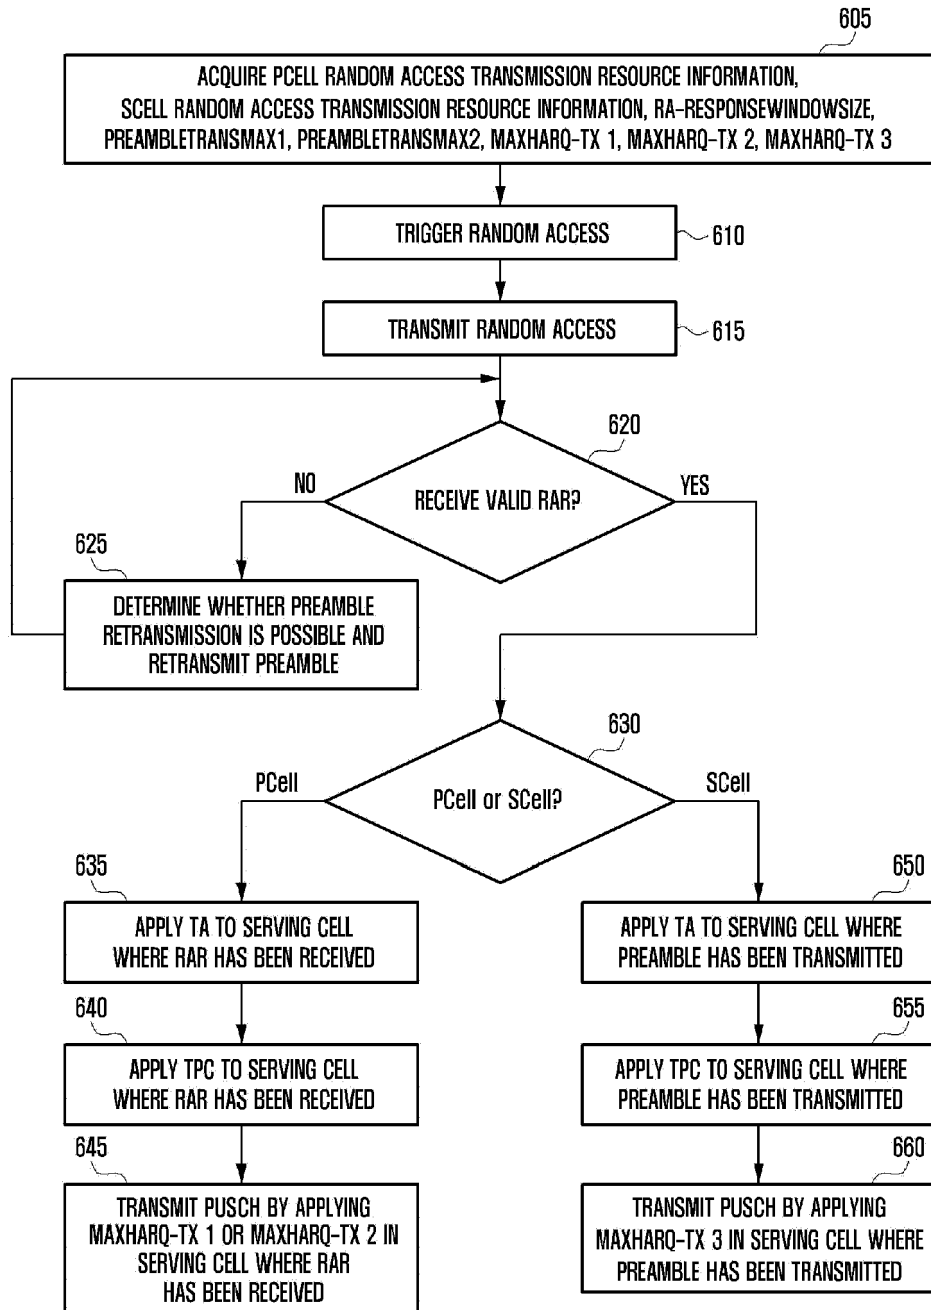 605
ACQUIRE PCELL RANDOM ACCESS TRANSMISSION RESOURCE INFORMATION,
SCELL RANDOM ACCESS TRANSMISSION RESOURCE INFORMATION, RA-RESPONSEWINDOWSIZE,
PREAMBLETRANSMAX1, PREAMBLETRANSMAX2, MAXHARQ-TX 1, MAXHARQ-TX 2, MAXHARQ-TX 3
TRIGGER RANDOM ACCESS
610
TRANSMIT RANDOM ACCESS
615
620
NO
RECEIVE VALID RAR?
YES
625
DETERMINE WHETHER PREAMBLE
RETRANSMISSION IS POSSIBLE AND
RETRANSMIT PREAMBLE
630
PCell
PCell or SCell?
SCell
635
APPLY TA TO SERVING CELL
WHERE RAR HAS BEEN RECEIVED
650
APPLY TA TO SERVING CELL WHERE
PREAMBLE HAS BEEN TRANSMITTED
640
APPLY TPC TO SERVING CELL
WHERE RAR HAS BEEN RECEIVED
655
APPLY TPC TO SERVING CELL WHERE
PREAMBLE HAS BEEN TRANSMITTED
645
TRANSMIT PUSCH BY APPLYING
MAXHARQ-TX 1 OR MAXHARQ-TX 2 IN
SERVING CELL WHERE RAR
HAS BEEN RECEIVED
660
TRANSMIT PUSCH BY APPLYING
MAXHARQ-TX 3 IN SERVING CELL WHERE
PREAMBLE HAS BEEN TRANSMITTED